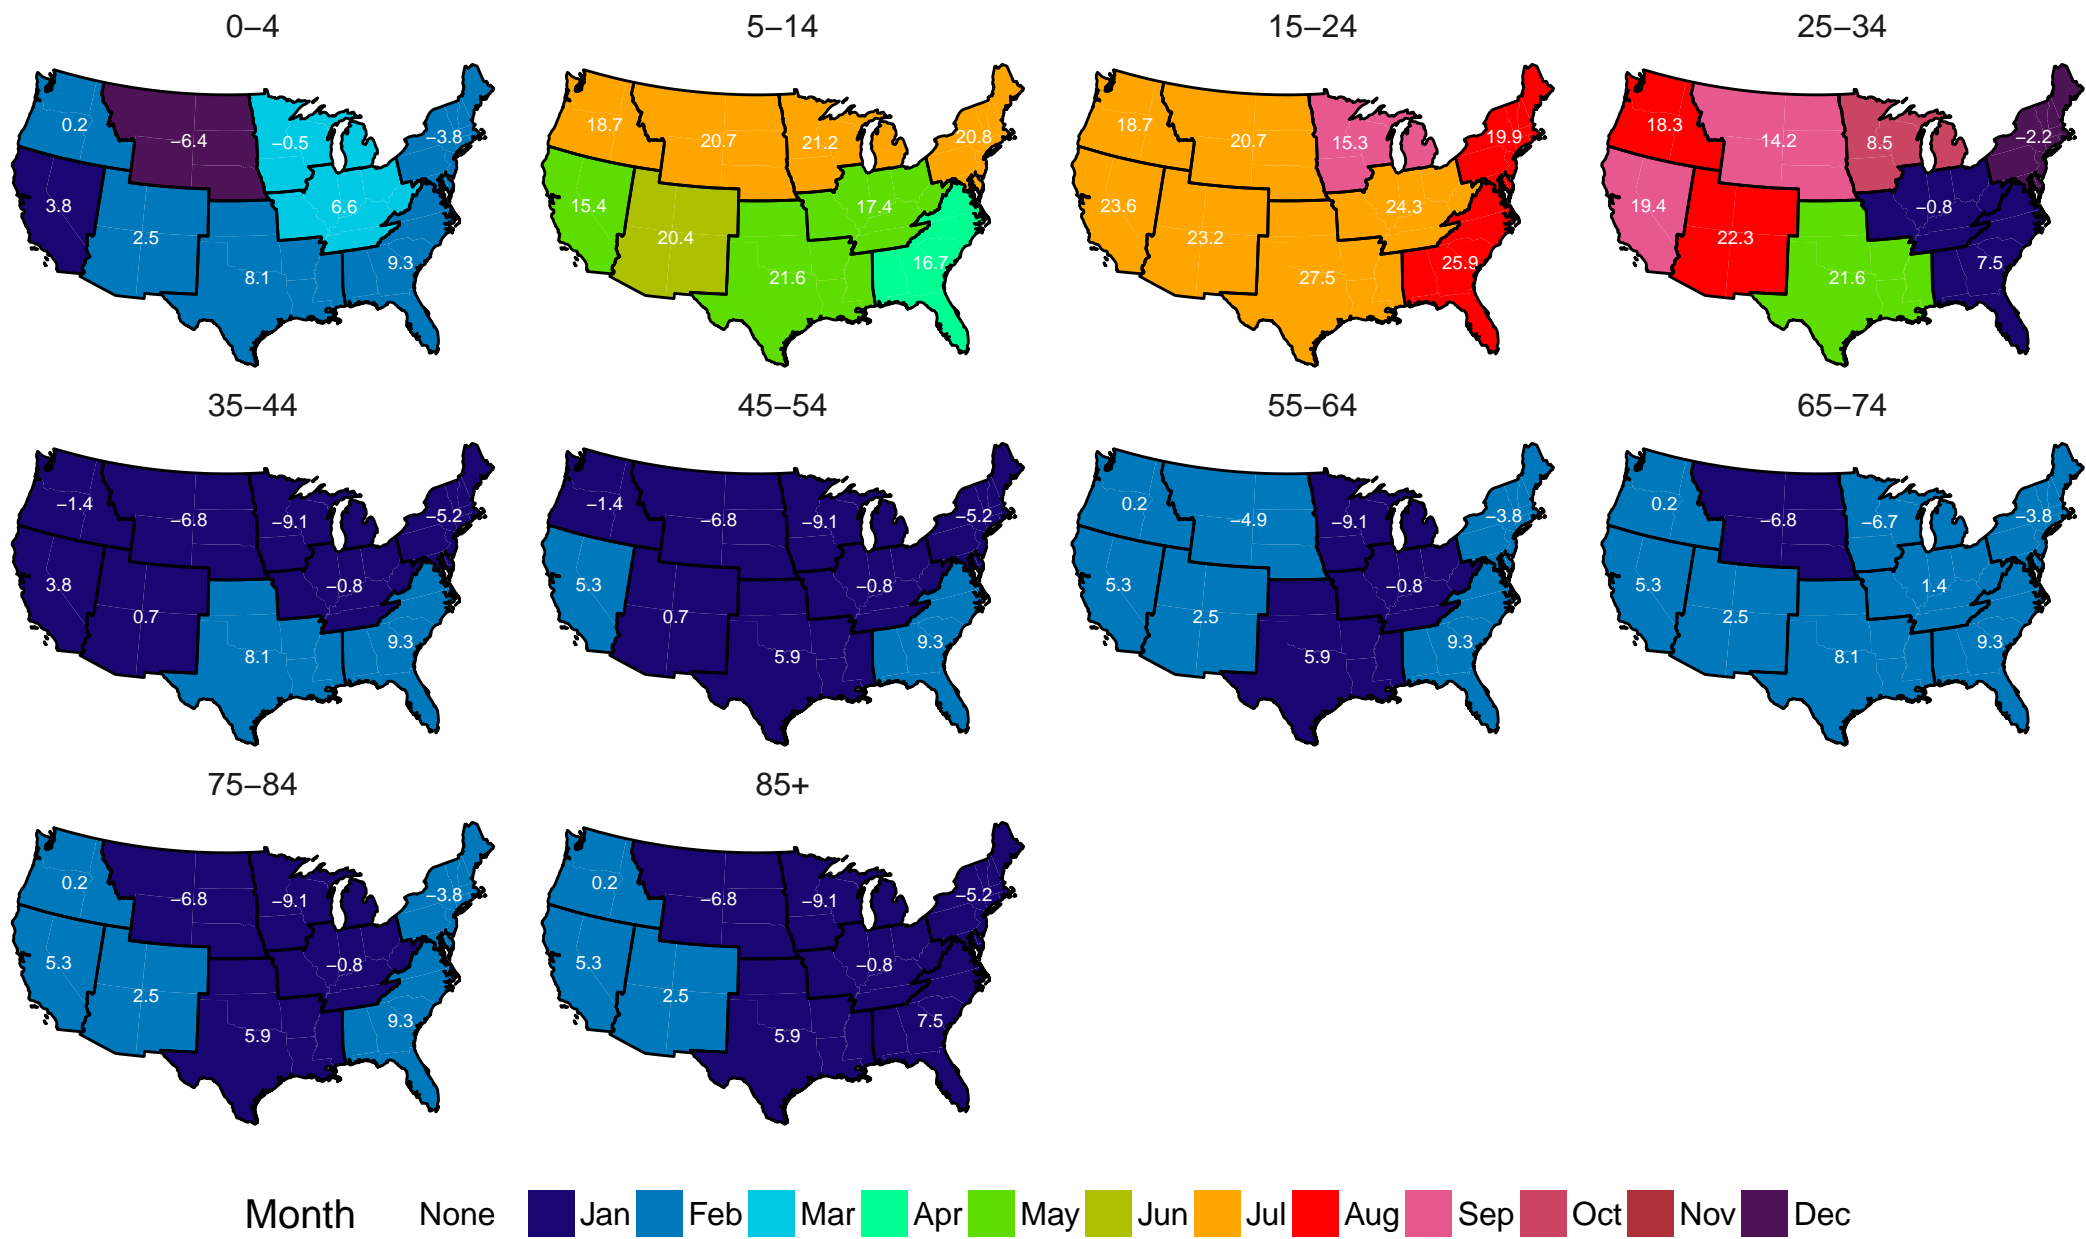 0–4 5–14 15–24 25–34
0.2 −6.4 −0.5 −3.8 3.8 2.5 6.6 8.1 9.3
18.7 20.7 21.2 20.8 15.4 20.4 17.4 21.6 16.7
18.7 20.7 15.3 19.9 23.6 23.2 24.3 27.5 25.9
18.3 14.2 8.5 −2.2 19.4 22.3 −0.8 21.6 7.5
35–44 45–54 55–64 65–74
−1.4 −6.8 −9.1 −5.2 3.8 0.7 −0.8 8.1 9.3
−1.4 −6.8 −9.1 −5.2 5.3 0.7 −0.8 5.9 9.3
0.2 −4.9 −9.1 −3.8 5.3 2.5 −0.8 5.9 9.3
0.2 −6.8 −6.7 −3.8 5.3 2.5 1.4 8.1 9.3
75–84 85+
0.2 −6.8 −9.1 −3.8 5.3 2.5 −0.8 5.9 9.3
0.2 −6.8 −9.1 −5.2 5.3 2.5 −0.8 5.9 7.5
Month None Jan Feb Mar Apr May Jun Jul Aug Sep Oct Nov Dec